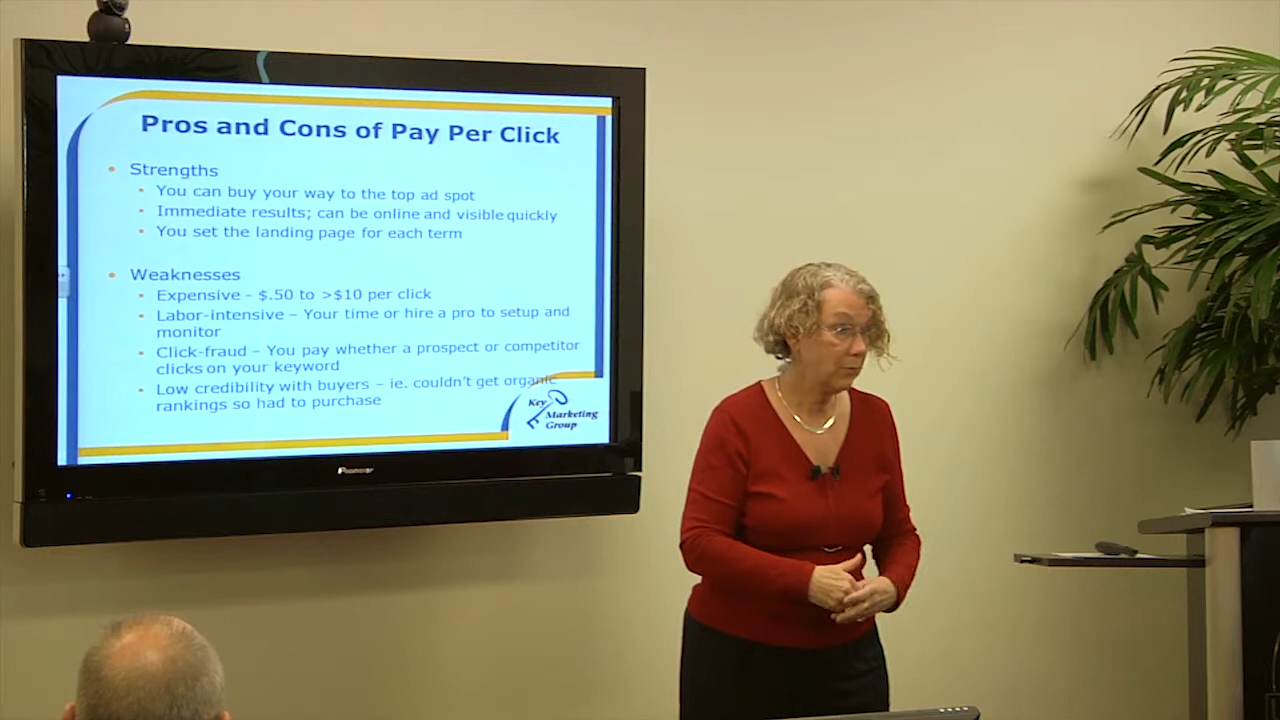 Pros and Cons of Pay Per Click
• Strengths
• You can buy your way to the top ad spot
• Immediate results; can be online and visible quickly
• You set the landing page for each term
• Weaknesses
• Expensive - $.50 to >$10 per click
• Labor-intensive – Your time or hire a pro to setup and
monitor
• Click-fraud – You pay whether a prospect or competitor
clicks on your keyword
• Low credibility with buyers – ie. couldn't get organic
rankings so had to purchase
Key
Marketing
Group
Pioneer